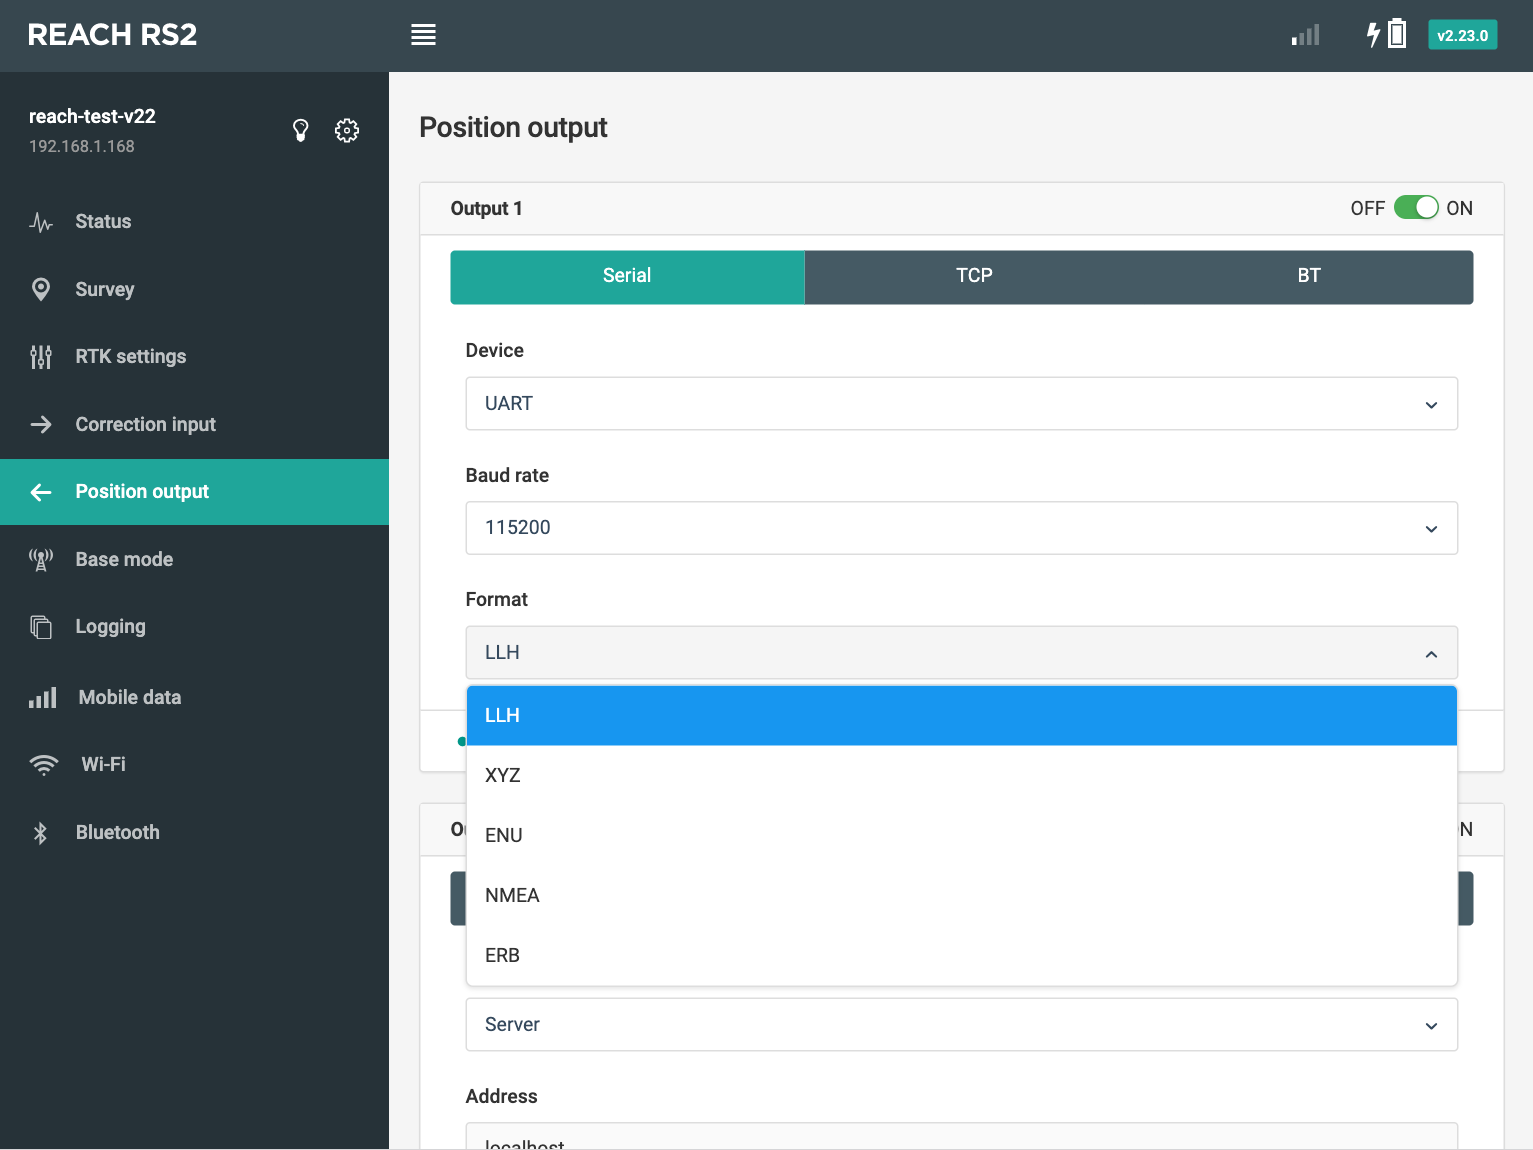 REACH RS2
v2.23.0
reach-test-v22
192.168.1.168
Status
Survey
RTK settings
Correction input
Position output
Base mode
Logging
Mobile data
Wi-Fi
Bluetooth
Position output
Output 1
OFF ON
Serial TCP BT
Device
UART
Baud rate
115200
Format
LLH
LLH
XYZ
ENU
NMEA
ERB
Server
Address
localhost